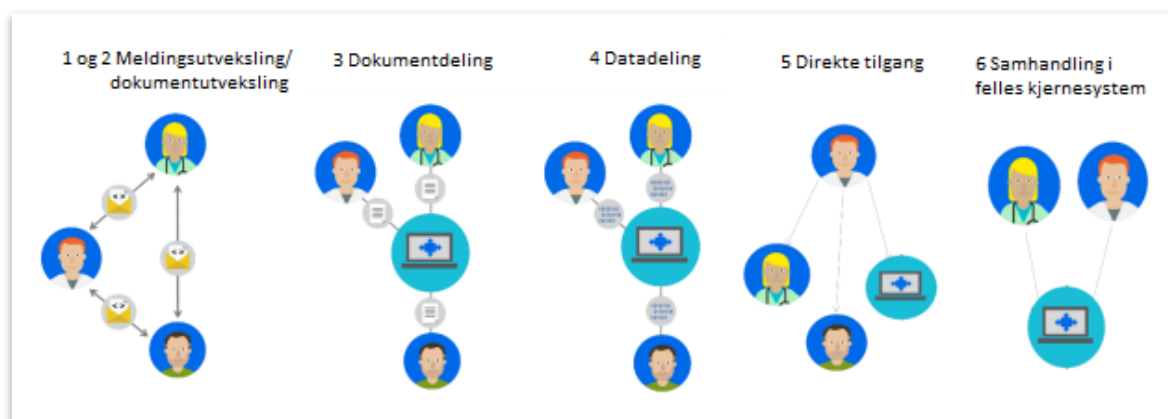 1 og 2 Meldingsutveksling/
dokumentutveksling
3 Dokumentdeling
4 Datadeling
5 Direkte tilgang
6 Samhandling i
felles kjernesystem